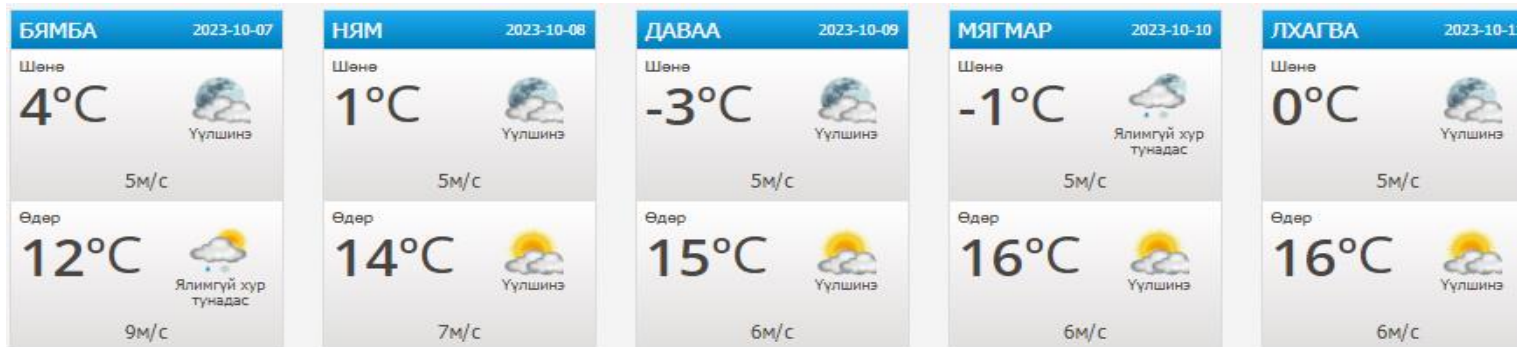 БЯМБА 2023-10-07
Шөнө
4°C
Үүлшинэ
5м/с
Өдөр
12°C
Ялимгүй хур
тунадас
9м/с
НЯМ 2023-10-08
Шөнө
1°C
Үүлшинэ
5м/с
Өдөр
14°C
Үүлшинэ
7м/с
ДАВАА 2023-10-09
Шөнө
-3°C
Үүлшинэ
5м/с
Өдөр
15°C
Үүлшинэ
6м/с
МЯГМАР 2023-10-10
Шөнө
-1°C
Ялимгүй хур
тунадас
5м/с
Өдөр
16°C
Үүлшинэ
6м/с
ЛХАГВА
Шөнө
0°C
Үүлшинэ
5м/с
Өдөр
16°C
Үүлшинэ
6м/с